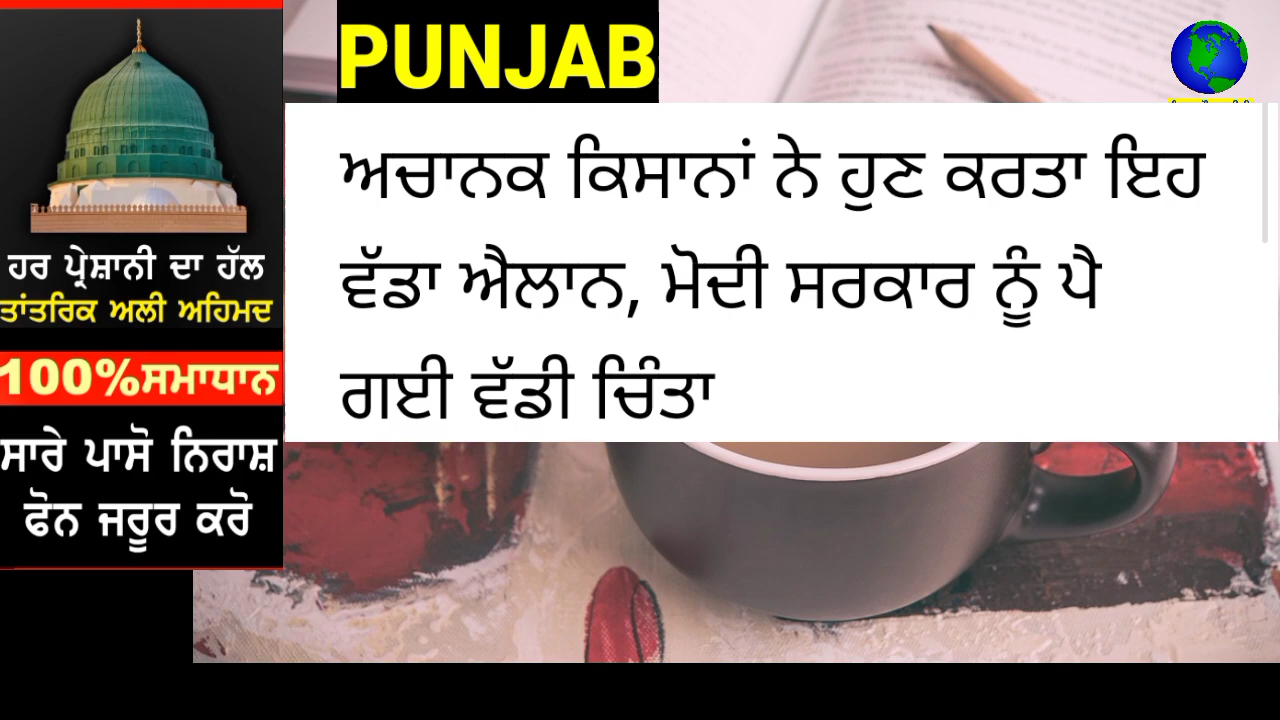 PUNJAB
ਅਚਾਨਕ ਕਿਸਾਨਾਂ ਨੇ ਹੁਣ ਕਰਤਾ ਇਹ
ਵੱਡਾ ਐਲਾਨ, ਮੋਦੀ ਸਰਕਾਰ ਨੂੰ ਪੈ
ਗਈ ਵੱਡੀ ਚਿੰਤਾ
ਹਰ ਪ੍ਰੇਸ਼ਾਨੀ ਦਾ ਹੱਲ
ਤਾਂਤਰਿਕ ਅਲੀ ਅਹਿਮਦ
100%ਸਮਾਧਾਨ
ਸਾਰੇ ਪਾਸੋ ਨਿਰਾਸ਼
ਫੋਨ ਜਰੂਰ ਕਰੋ